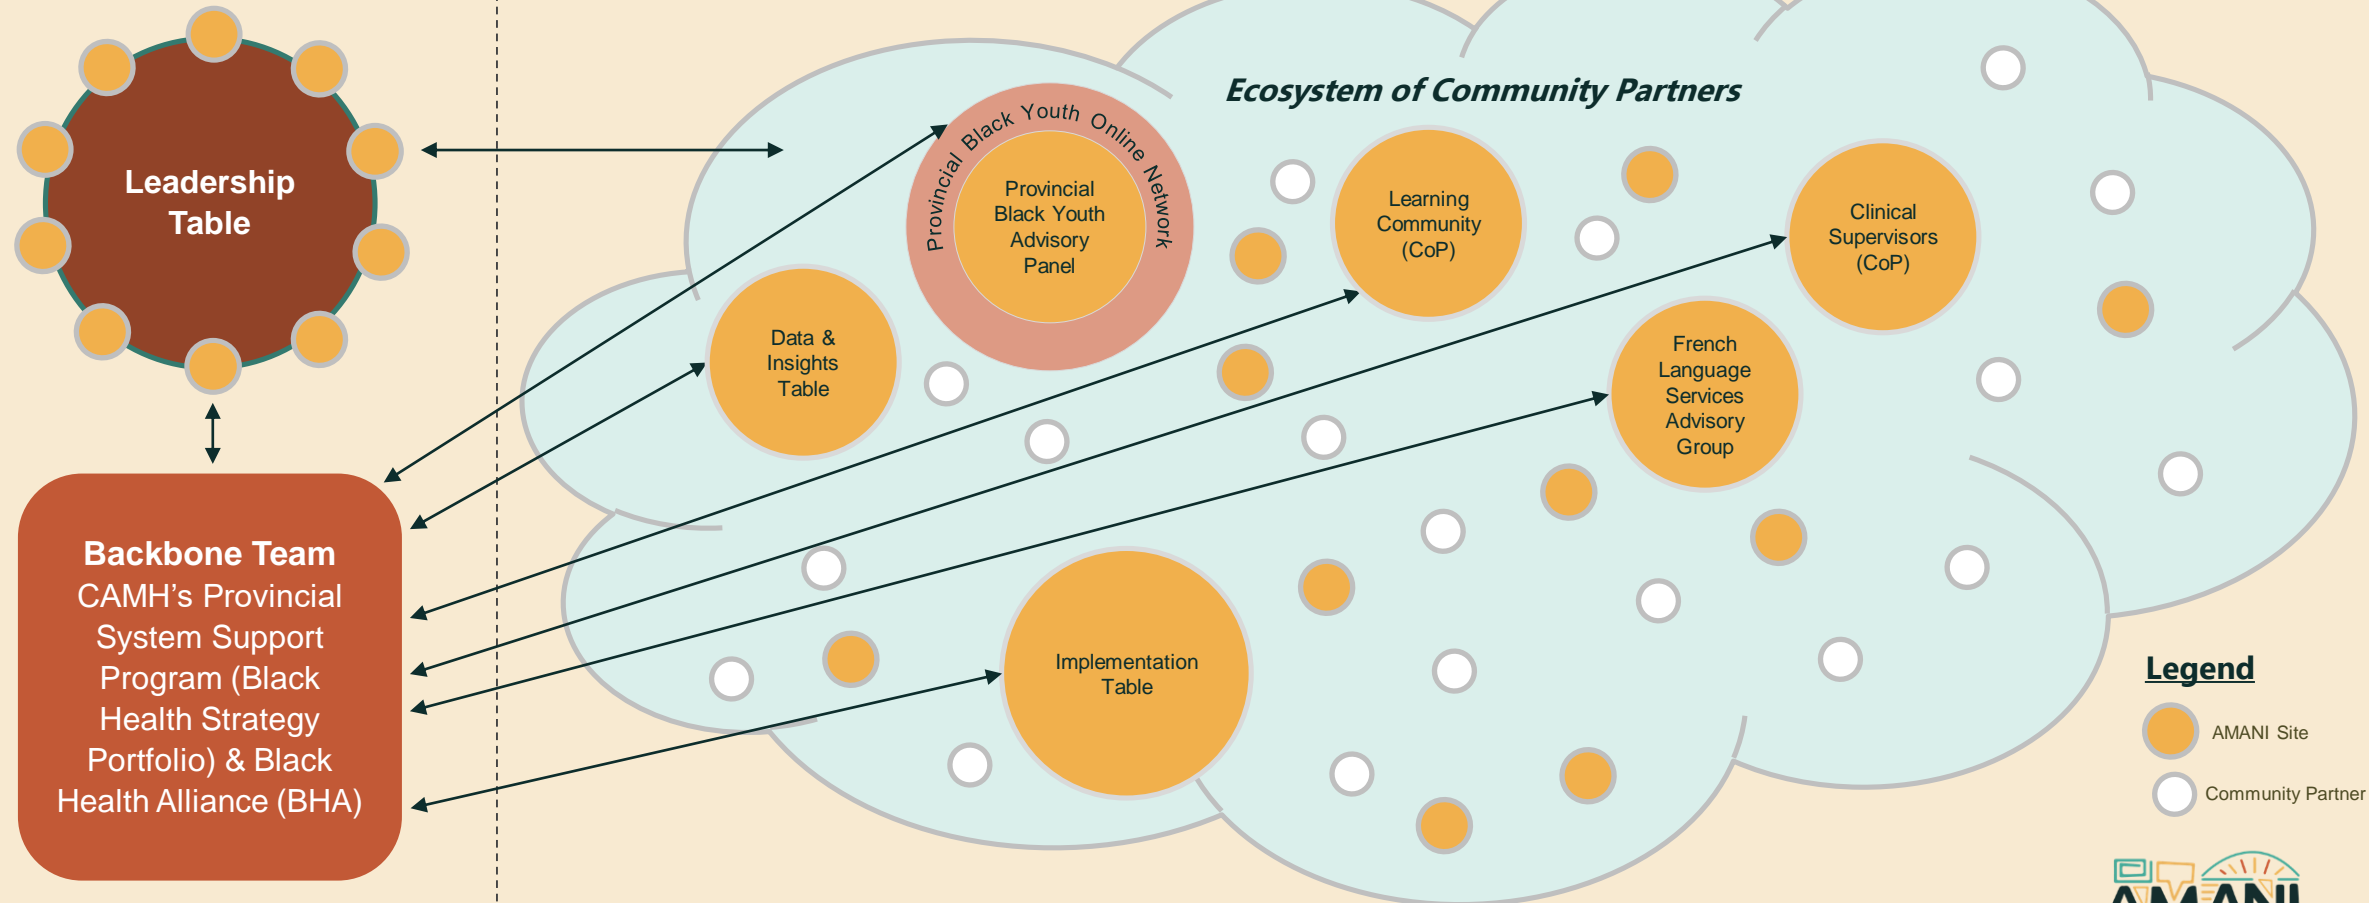 Ecosystem of Community Partners
Leadership
Table
Provincial Black Youth Online Network
Provincial
Black Youth
Advisory
Panel
Learning
Community
(CoP)
Clinical
Supervisors
(CoP)
Data &
Insights
Table
French
Language
Services
Advisory
Group
Backbone Team
CAMH’s Provincial
System Support
Program (Black
Health Strategy
Portfolio) & Black
Health Alliance (BHA)
Implementation
Table
Legend
AMANI Site
Community Partner
AMANI